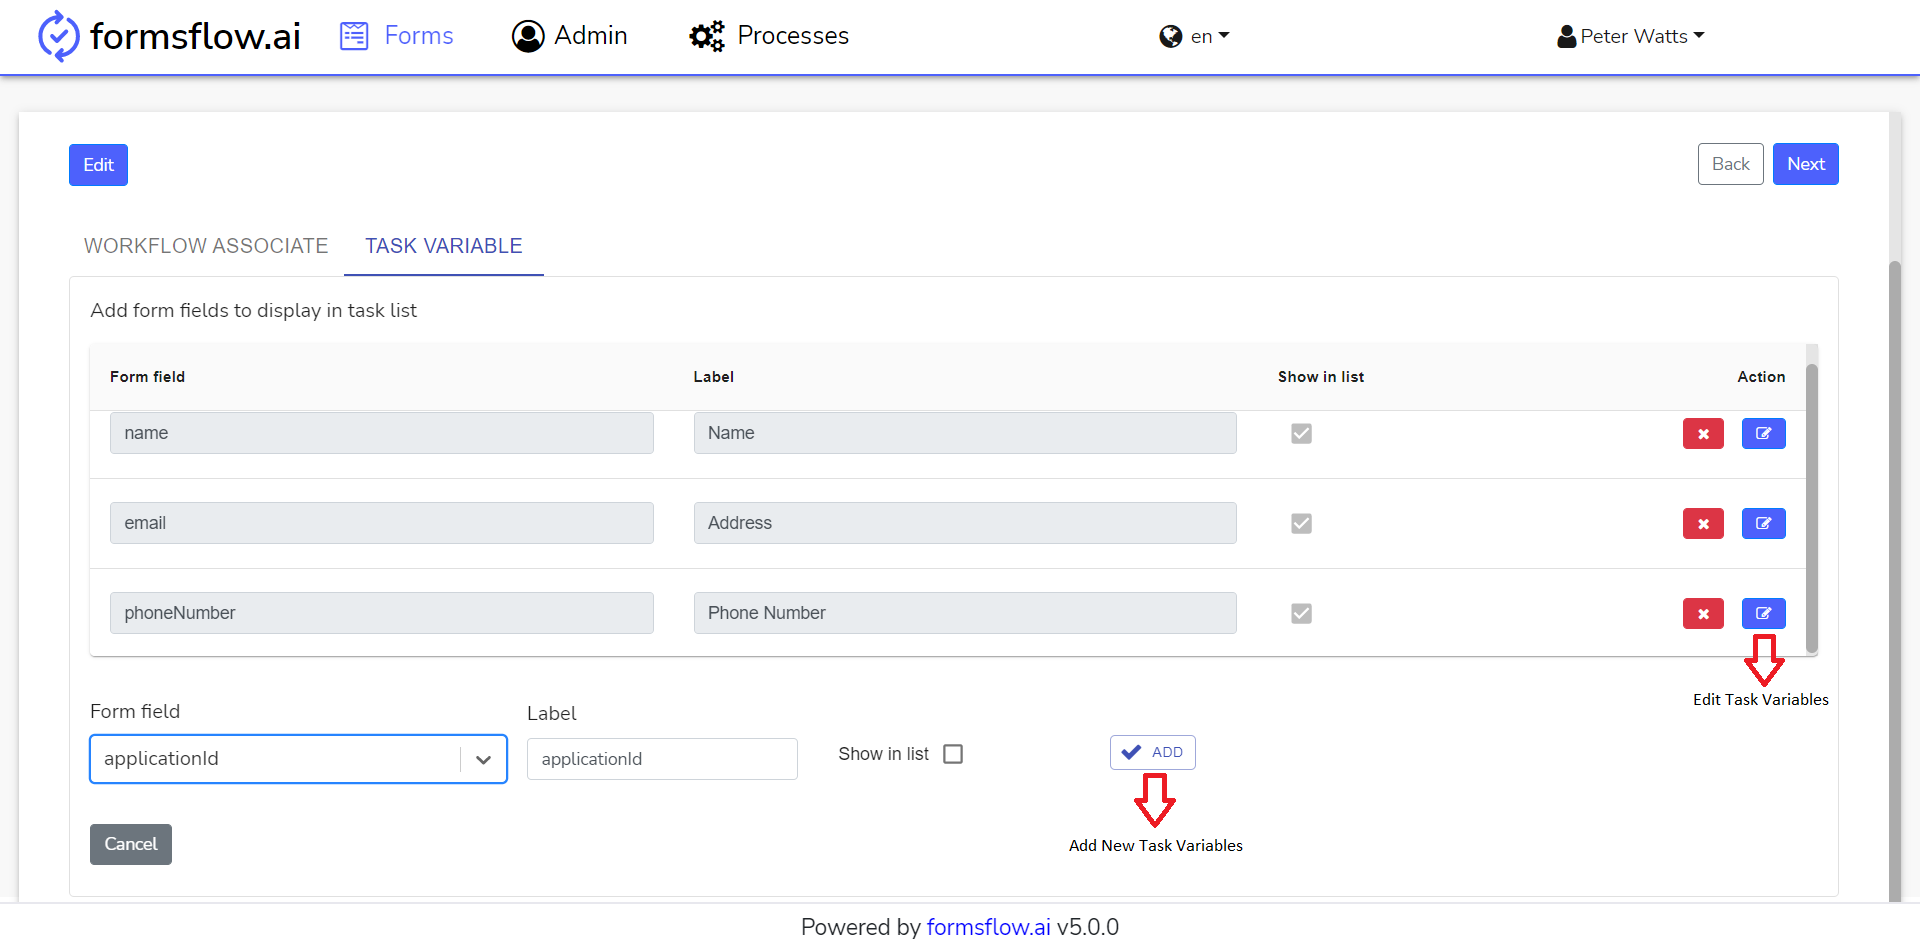 formsflow.ai Forms Admin Processes en Peter Watts
Edit Back Next
WORKFLOW ASSOCIATE TASK VARIABLE
Add form fields to display in task list
Form field Label Show in list Action
name Name
email Address
phoneNumber Phone Number
Edit Task Variables
Form field Label
applicationId applicationId Show in list ADD
Cancel Add New Task Variables
Powered by formsflow.ai v5.0.0